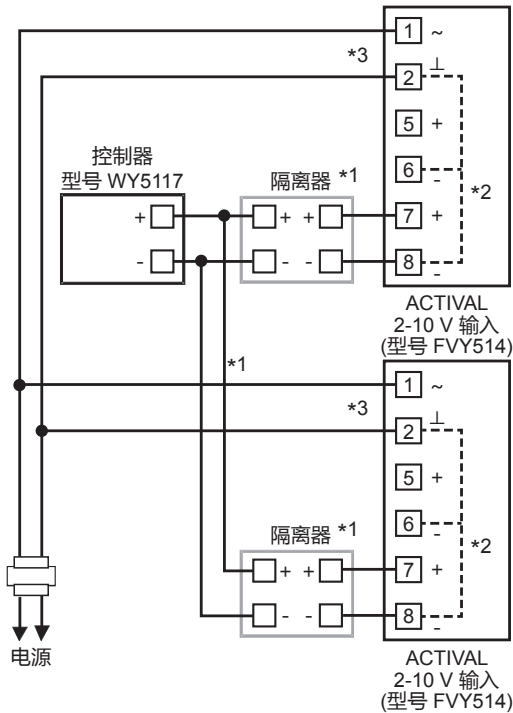 1 ~
*3
2 ⊥
5 +
控制器
型号 WY5117
隔离器 *1
6 -
*2
+ + + 7 +
- - - 8 -
ACTIVAL
2-10 V 输入
(型号 FVY514)
*1
1 ~
*3
2 ⊥
5 +
隔离器 *1
6 -
*2
+ + 7 +
- - 8 -
电源
ACTIVAL
2-10 V 输入
(型号 FVY514)